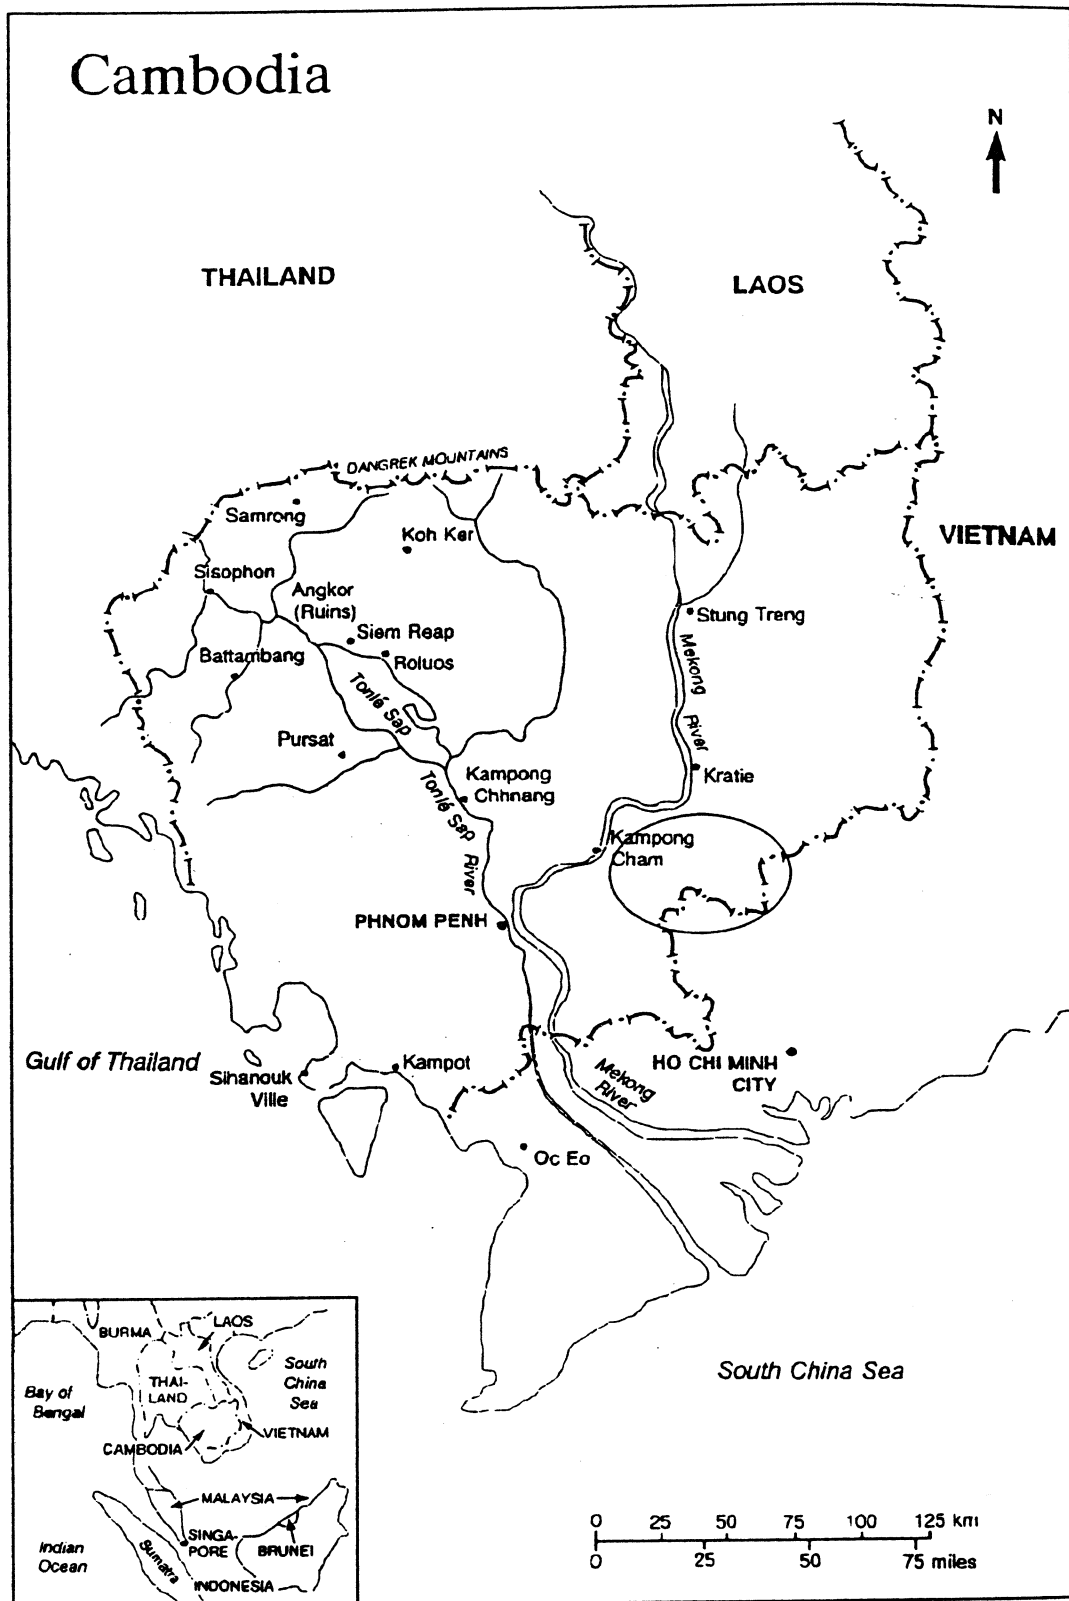 Cambodia
N
THAILAND
LAOS
DANGREK MOUNTAINS
Samrong
Koh Ker
VIETNAM
Sisophon
Angkor
(Ruins)
Siem Reap
Stung Treng
Battambang
Roluos
Mekong
River
Tonlé Sap
Pursat
Kampong
Chhnang
Kratie
Tonlé Sap
River
Kampong
Cham
PHNOM PENH
Gulf of Thailand
Sihanouk
Ville
Kampot
HO CHI MINH
CITY
Mekong
River
Oc Eo
South China Sea
BURMA
LAOS
South
China
Sea
THAI-
LAND
Bay of
Bengal
VIETNAM
CAMBODIA
MALAYSIA
SINGA-
PORE
BRUNEI
Indian
Ocean
Sumatra
INDONESIA
0 25 50 75 100 125 km
0 25 50 75 miles